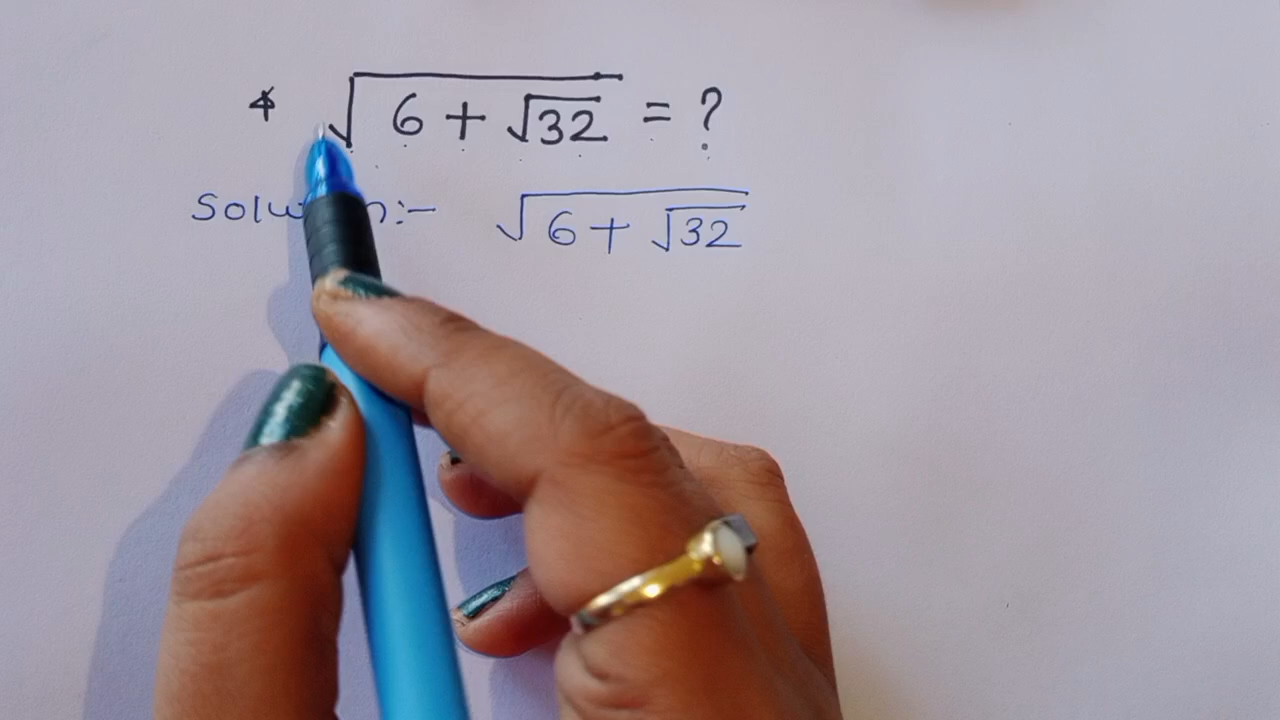 4 √(6 + √32) = ?
:- √(6 + √32)